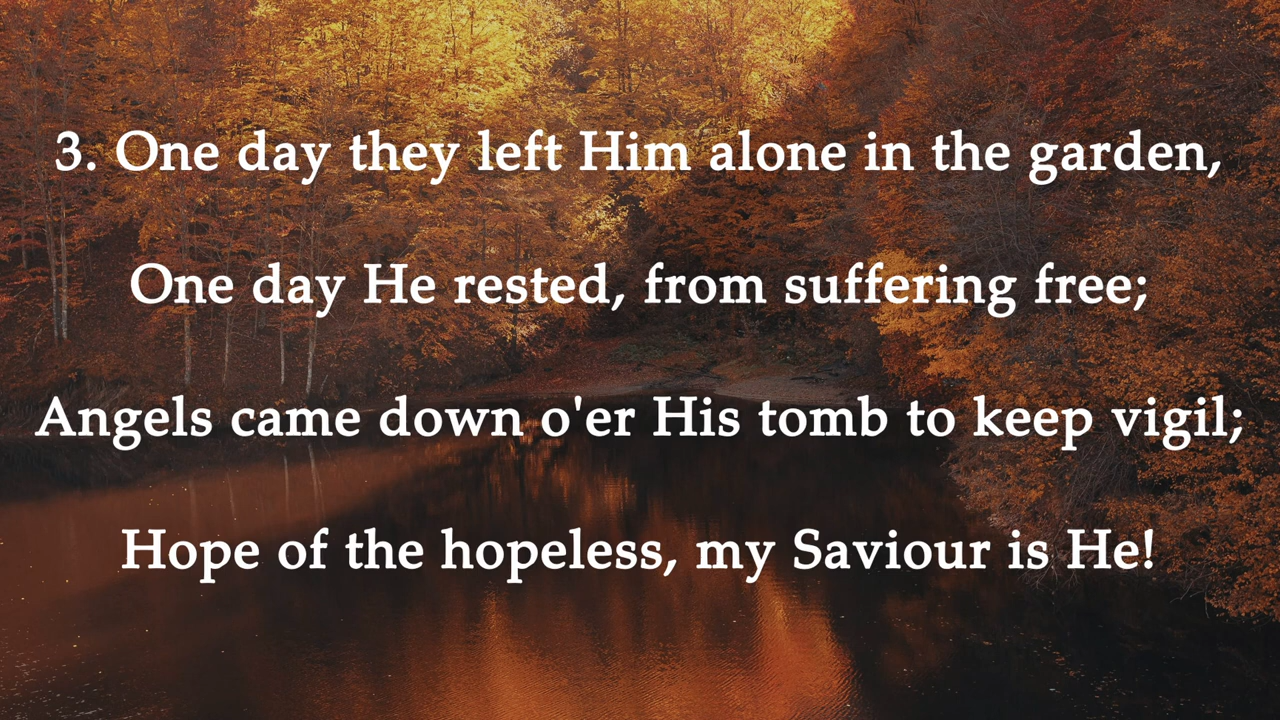 3. One day they left Him alone in the garden,
One day He rested, from suffering free;
Angels came down o'er His tomb to keep vigil;
Hope of the hopeless, my Saviour is He!